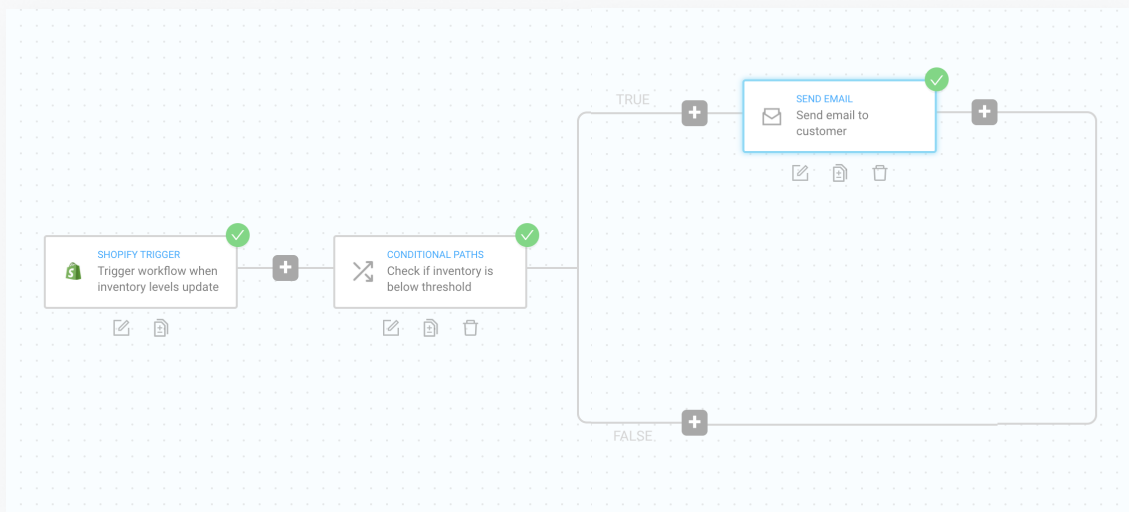 TRUE
SEND EMAIL
Send email to
customer
SHOPIFY TRIGGER
Trigger workflow when
inventory levels update
CONDITIONAL PATHS
Check if inventory is
below threshold
FALSE